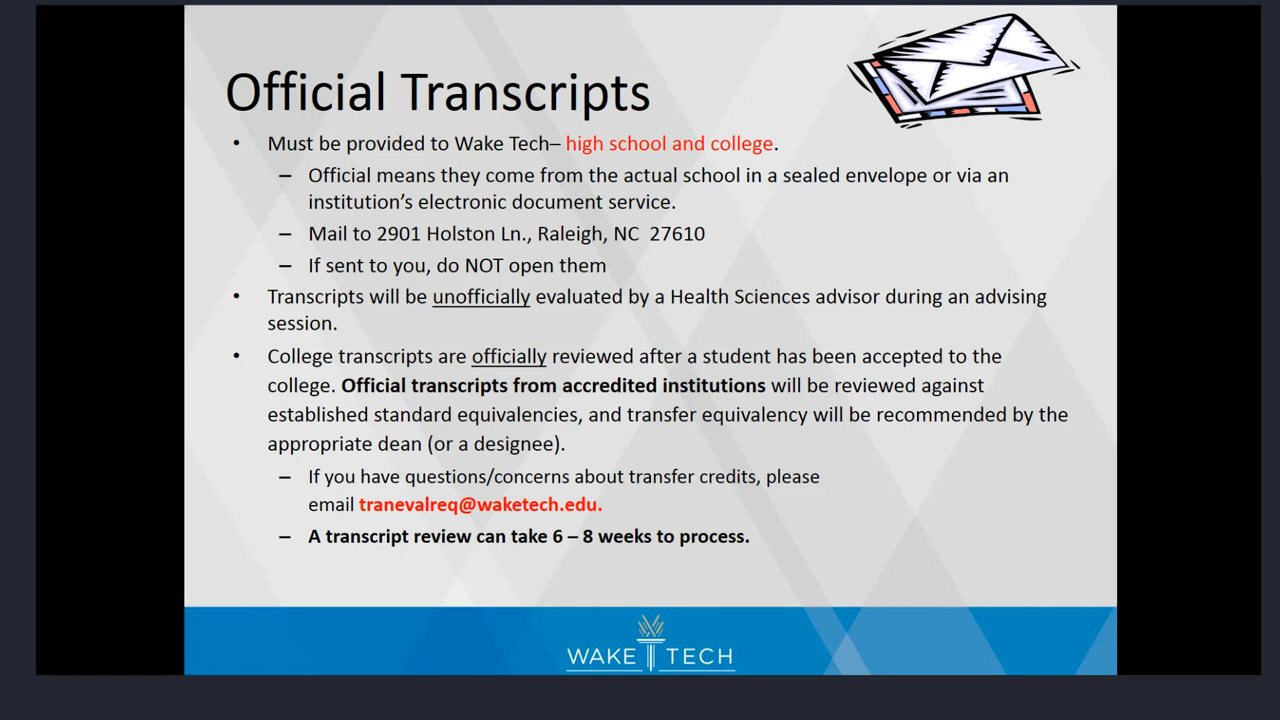 Official Transcripts
• Must be provided to Wake Tech– high school and college.
– Official means they come from the actual school in a sealed envelope or via an
institution’s electronic document service.
– Mail to 2901 Holston Ln., Raleigh, NC  27610
– If sent to you, do NOT open them
• Transcripts will be unofficially evaluated by a Health Sciences advisor during an advising
session.
• College transcripts are officially reviewed after a student has been accepted to the
college. Official transcripts from accredited institutions will be reviewed against
established standard equivalencies, and transfer equivalency will be recommended by the
appropriate dean (or a designee).
– If you have questions/concerns about transfer credits, please
email tranevalreq@waketech.edu.
– A transcript review can take 6 – 8 weeks to process.
WAKE TECH